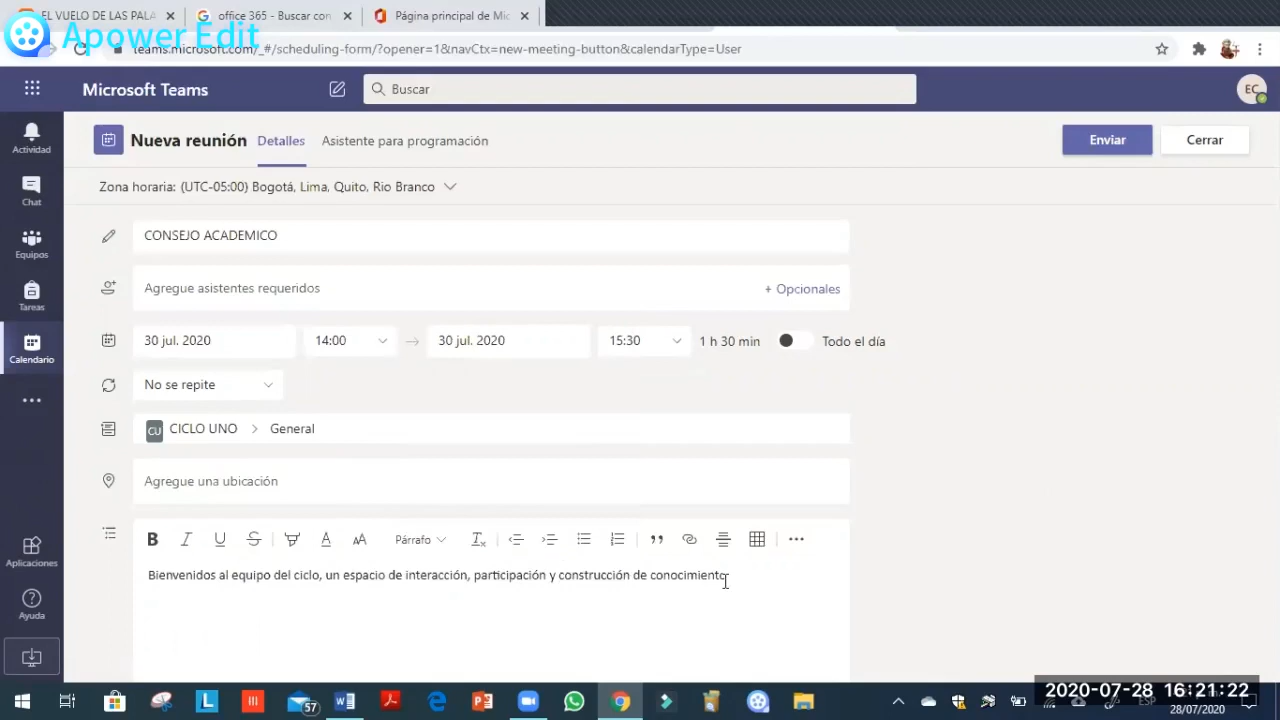 EL VUELO DE LAS PALA
office 365 - Buscar con
Página principal de Mic
Apower Edit
teams.microsoft.com/_#/scheduling-form/?opener=1&navCtx=new-meeting-button&calendarType=User
Microsoft Teams
Buscar
EC
Actividad
Chat
Equipos
Tareas
Calendario
Aplicaciones
Ayuda
Nueva reunión
Detalles
Asistente para programación
Enviar
Cerrar
Zona horaria: (UTC-05:00) Bogotá, Lima, Quito, Rio Branco
CONSEJO ACADEMICO
Agregue asistentes requeridos
+ Opcionales
30 jul. 2020
14:00
30 jul. 2020
15:30
1 h 30 min
Todo el día
No se repite
CU
CICLO UNO > General
Agregue una ubicación
Párrafo
Bienvenidos al equipo del ciclo, un espacio de interacción, participación y construcción de conocimiento
57
ESP
2020-07-28 16:21:22
28/07/2020